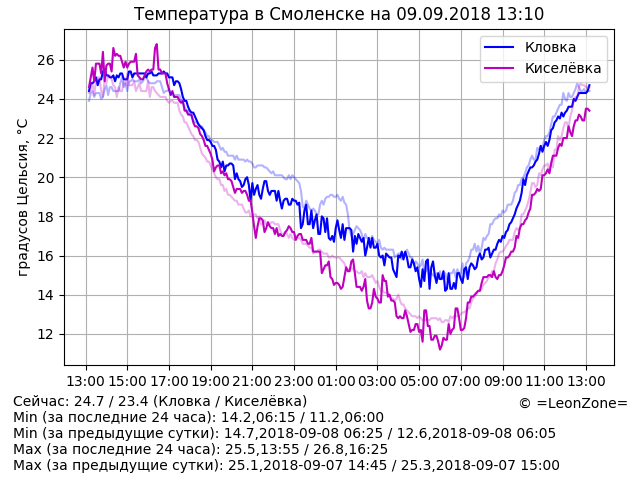 Температура в Смоленске на 09.09.2018 13:10
градусов Цельсия, °C
26
24
22
20
18
16
14
12
Кловка
Киселёвка
13:00 15:00 17:00 19:00 21:00 23:00 01:00 03:00 05:00 07:00 09:00 11:00 13:00
Сейчас: 24.7 / 23.4 (Кловка / Киселёвка)
© =LeonZone=
Min (за последние 24 часа): 14.2,06:15 / 11.2,06:00
Min (за предыдущие сутки): 14.7,2018-09-08 06:25 / 12.6,2018-09-08 06:05
Max (за последние 24 часа): 25.5,13:55 / 26.8,16:25
Max (за предыдущие сутки): 25.1,2018-09-07 14:45 / 25.3,2018-09-07 15:00